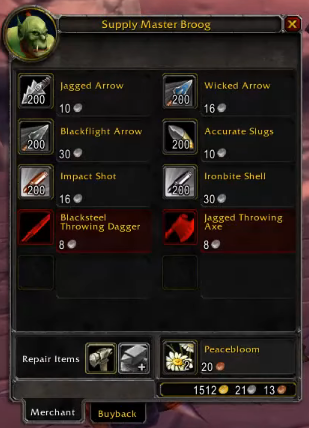 Supply Master Broog
Jagged Arrow
200
10
Wicked Arrow
200
16
Blackflight Arrow
200
30
Accurate Slugs
200
10
Impact Shot
200
16
Ironbite Shell
200
30
Blacksteel
Throwing Dagger
8
Jagged Throwing
Axe
8
Repair Items
Peacebloom
2
20
1512 21 13
Merchant
Buyback